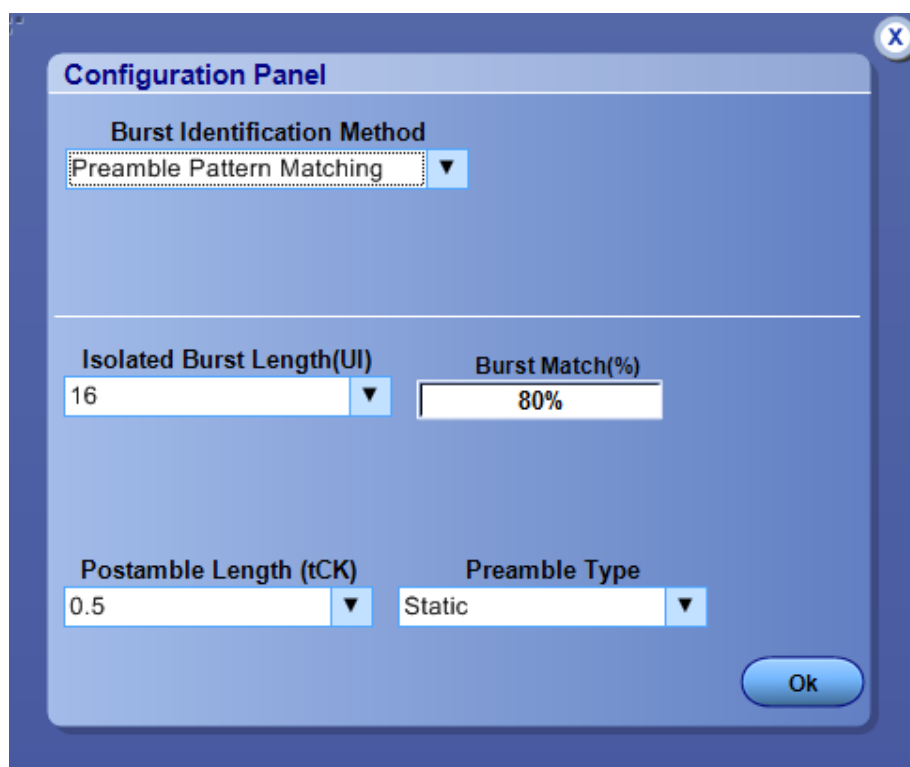 X
Configuration Panel
Burst Identification Method
Preamble Pattern Matching
Isolated Burst Length(UI)
16
Burst Match(%)
80%
Postamble Length (tCK)
0.5
Preamble Type
Static
Ok